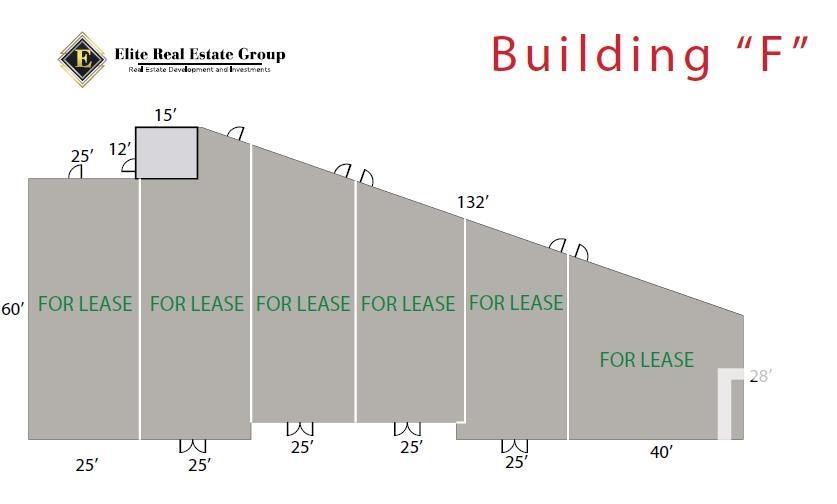 Building “F”
E
Elite Real Estate Group
Real Estate Development and Investments
15’
25’
12’
132’
60’
FOR LEASE
FOR LEASE
FOR LEASE
FOR LEASE
FOR LEASE
FOR LEASE
28’
25’
25’
25’
25’
25’
40’